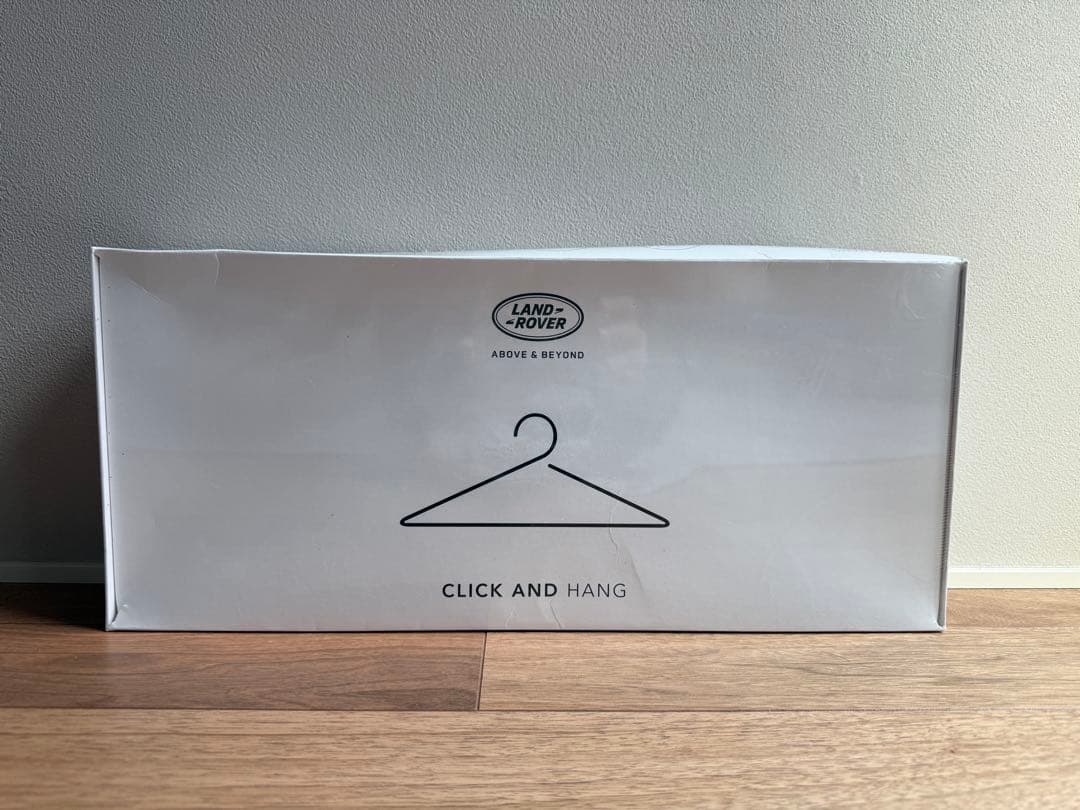 LAND
ROVER
ABOVE & BEYOND
CLICK AND HANG